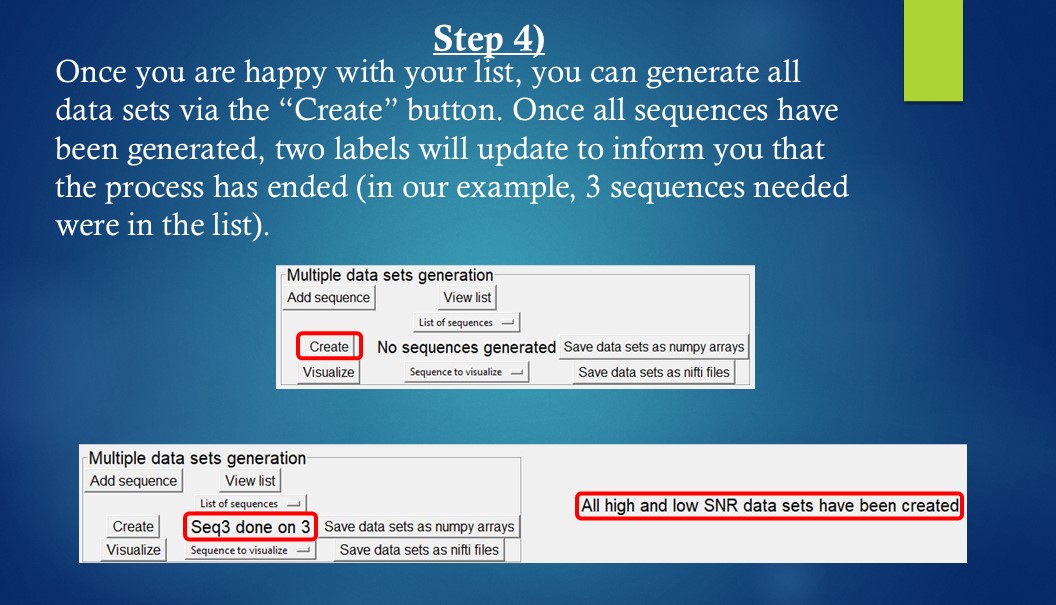 Step 4)
Once you are happy with your list, you can generate all
data sets via the “Create” button. Once all sequences have
been generated, two labels will update to inform you that
the process has ended (in our example, 3 sequences needed
were in the list).
Multiple data sets generation
Add sequence View list
List of sequences
Create No sequences generated Save data sets as numpy arrays
Visualize Sequence to visualize Save data sets as nifti files
Multiple data sets generation
Add sequence View list
List of sequences
Create Seq3 done on 3 Save data sets as numpy arrays
Visualize Sequence to visualize Save data sets as nifti files
All high and low SNR data sets have been created